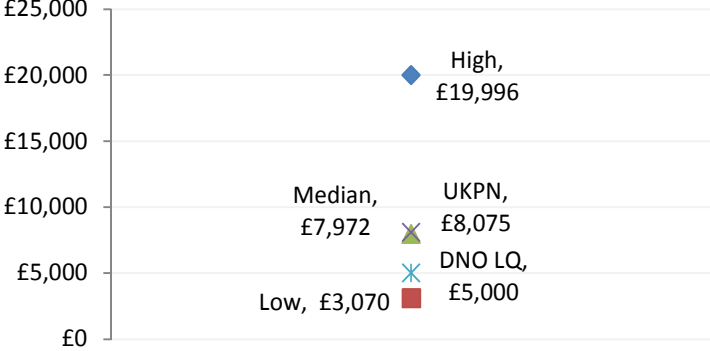 £25,000
£20,000
£15,000
£10,000
£5,000
£0
High,
£19,996
Median,
£7,972
UKPN,
£8,075
DNO LQ,
£5,000
Low, £3,070